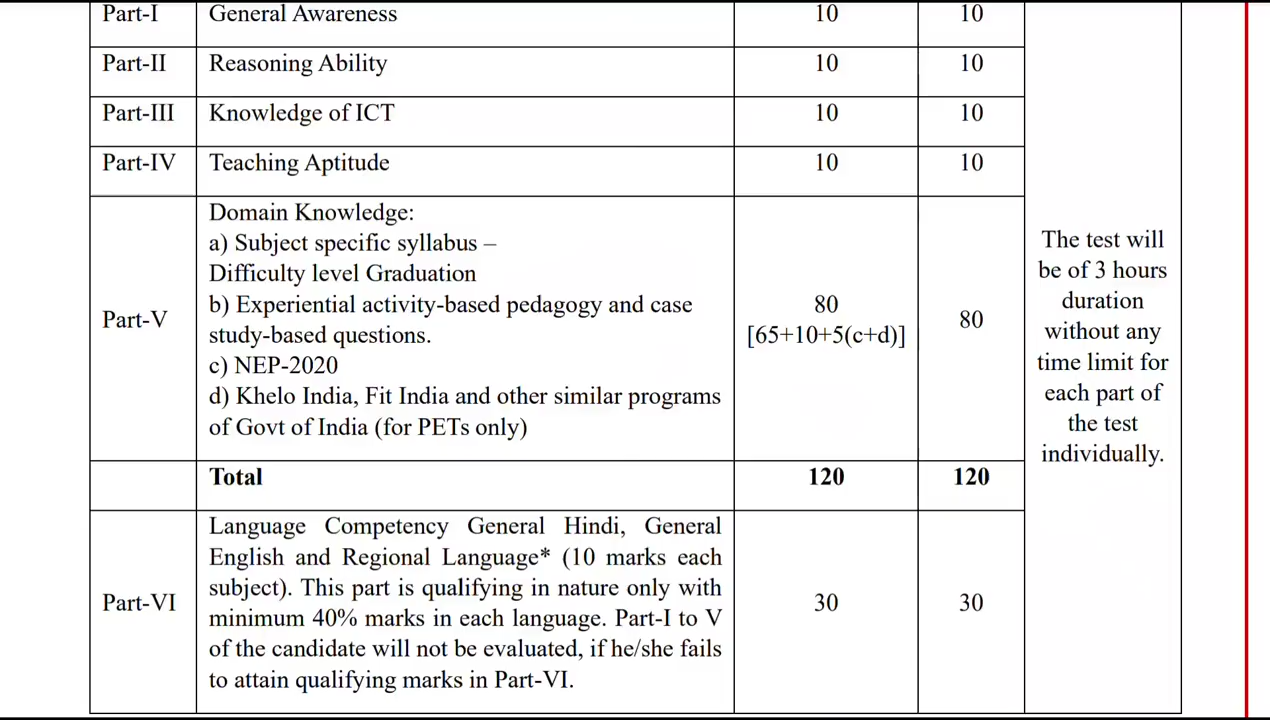 Part-I General Awareness 10 10
Part-II Reasoning Ability 10 10
Part-III Knowledge of ICT 10 10
Part-IV Teaching Aptitude 10 10
Part-V
Domain Knowledge:
a) Subject specific syllabus –
Difficulty level Graduation
b) Experiential activity-based pedagogy and case
study-based questions.
c) NEP-2020
d) Khelo India, Fit India and other similar programs
of Govt of India (for PETs only)
80
[65+10+5(c+d)]
80
The test will
be of 3 hours
duration
without any
time limit for
each part of
the test
individually.
Total 120 120
Part-VI
Language Competency General Hindi, General
English and Regional Language* (10 marks each
subject). This part is qualifying in nature only with
minimum 40% marks in each language. Part-I to V
of the candidate will not be evaluated, if he/she fails
to attain qualifying marks in Part-VI.
30 30